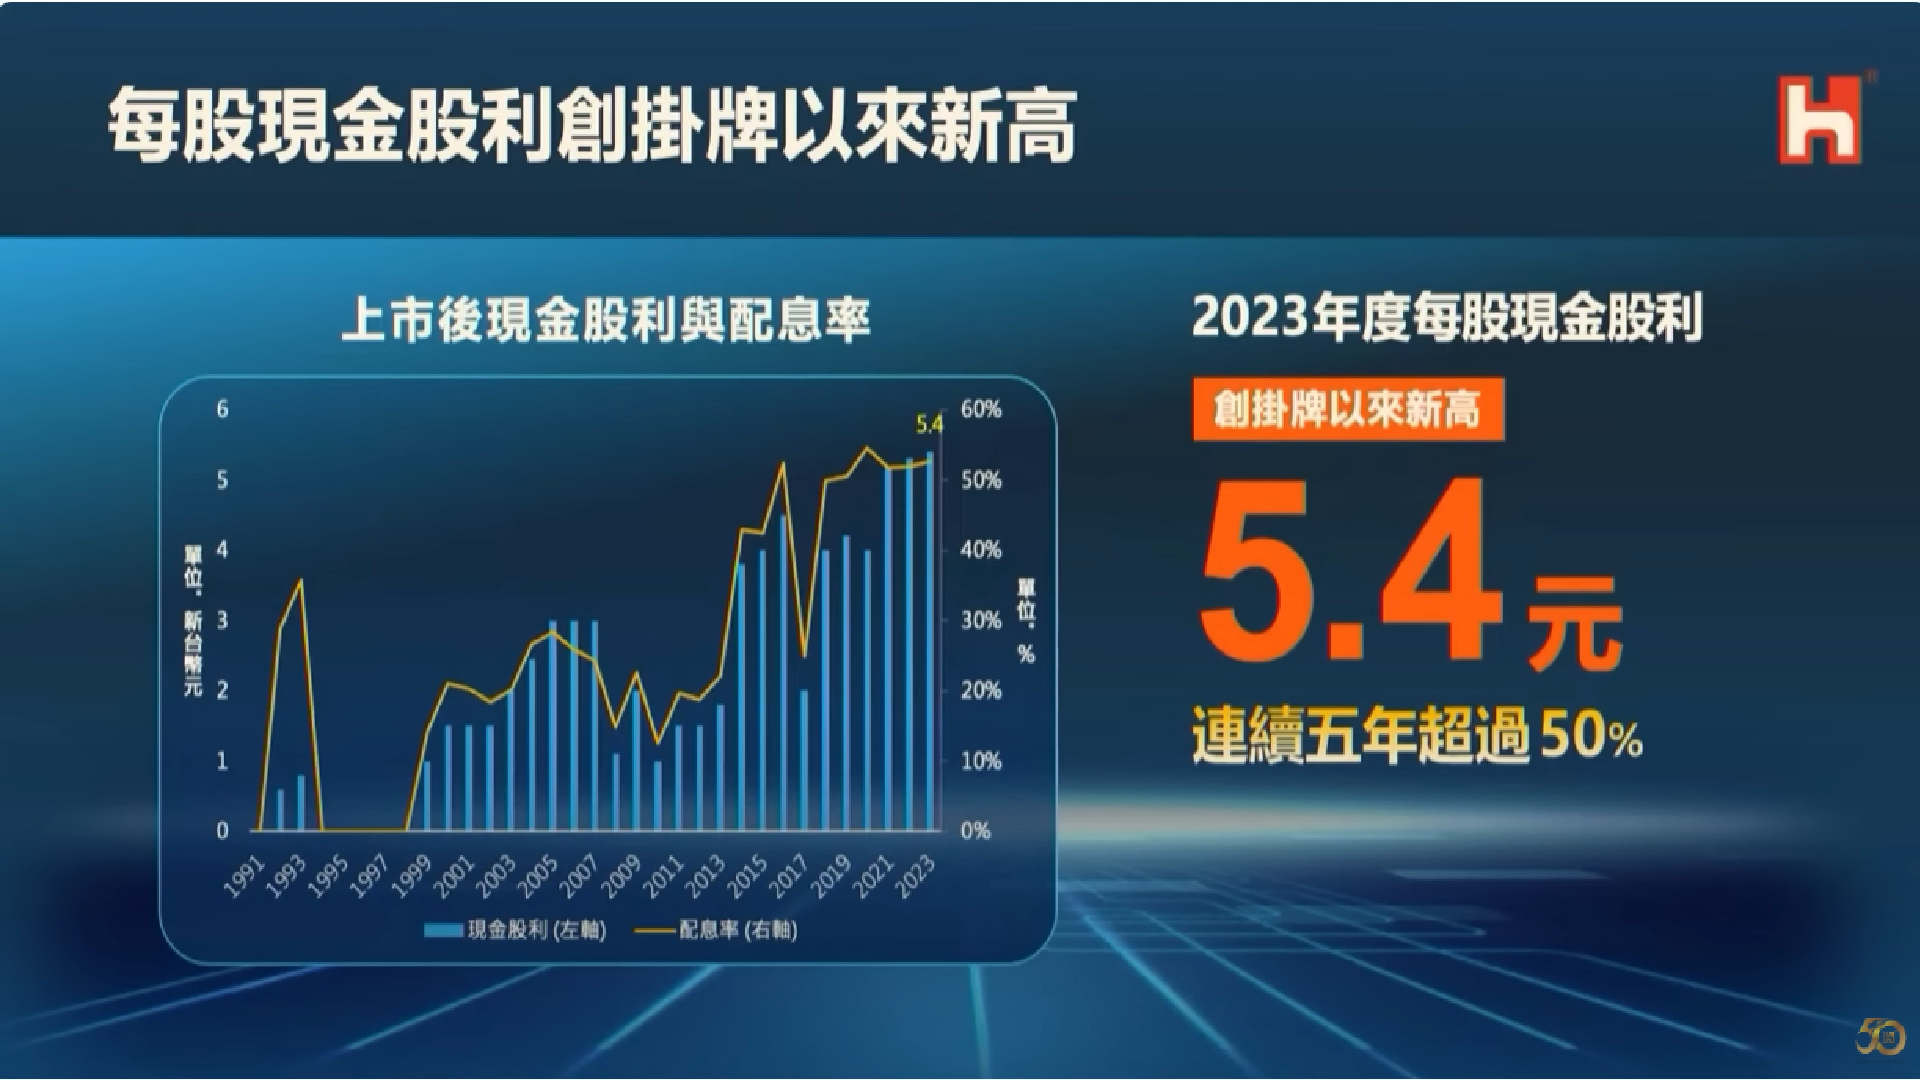 每股現金股利創掛牌以來新高
h
®
上市後現金股利與配息率
6
5
4
3
2
1
0
單位：新台幣元
5.4
60%
50%
40%
30%
20%
10%
0%
單位：%
1991 1993 1995 1997 1999 2001 2003 2005 2007 2009 2011 2013 2015 2017 2019 2021 2023
現金股利 (左軸) 配息率 (右軸)
2023年度每股現金股利
創掛牌以來新高
5.4元
連續五年超過50%
50